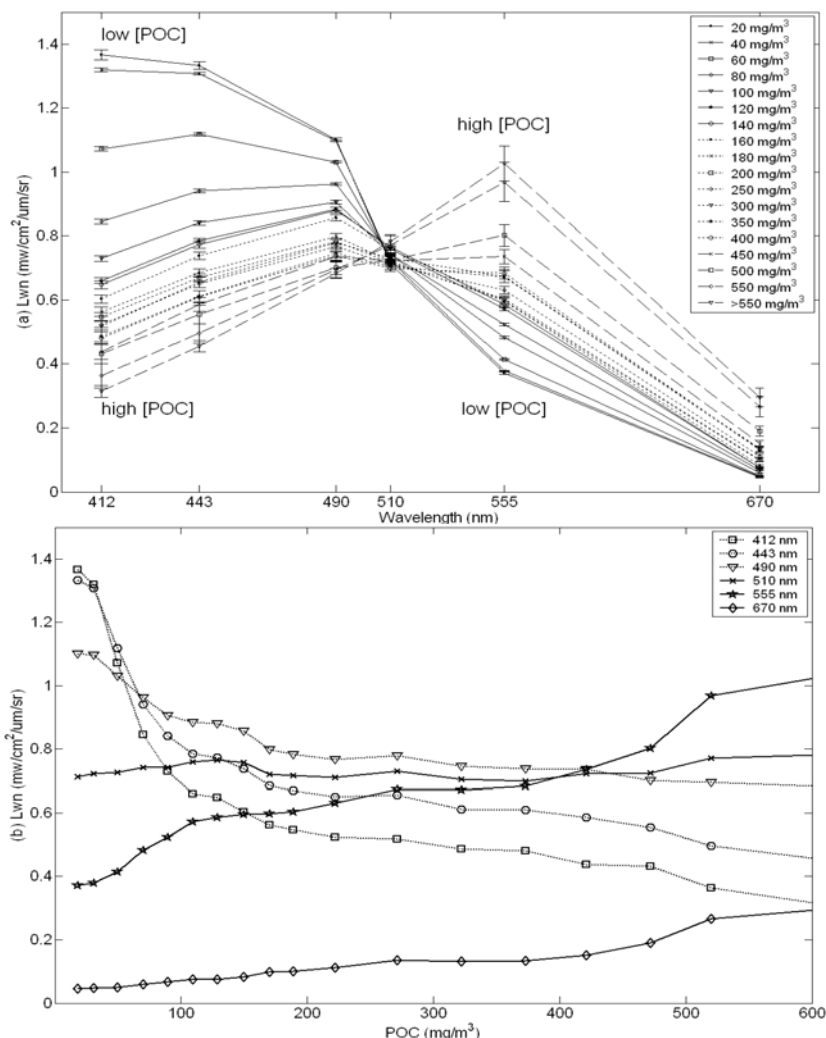 1.4
1.2
1
0.8
0.6
0.4
0.2
0
(a) Lwn (mw/cm²/um/sr)
low [POC]
high [POC]
high [POC]
low [POC]
20 mg/m³
40 mg/m³
60 mg/m³
80 mg/m³
100 mg/m³
120 mg/m³
140 mg/m³
160 mg/m³
180 mg/m³
200 mg/m³
250 mg/m³
300 mg/m³
350 mg/m³
400 mg/m³
450 mg/m³
500 mg/m³
550 mg/m³
>550 mg/m³
412 443 490 510 555 670
Wavelength (nm)
1.4
1.2
1
0.8
0.6
0.4
0.2
0
(b) Lwn (mw/cm²/um/sr)
412 nm
443 nm
490 nm
510 nm
555 nm
670 nm
100 200 300 400 500 600
POC (mg/m³)